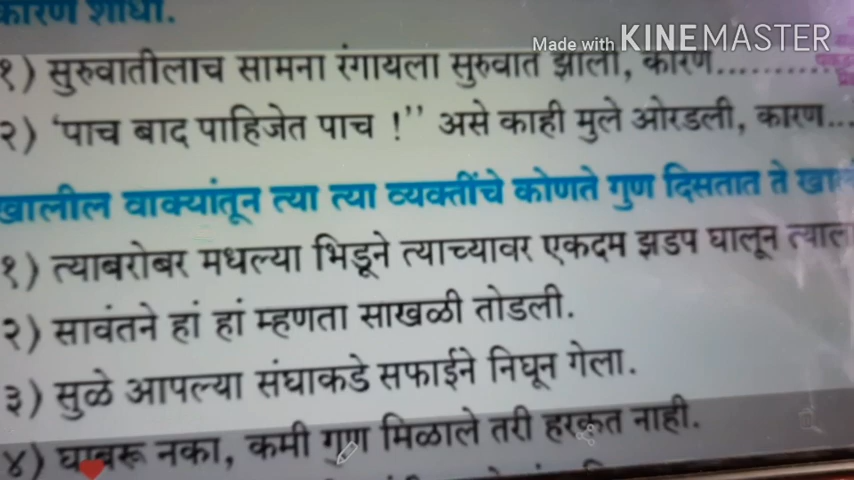 कारण शोधा.
Made with KINEMASTER
१) सुरुवातीलाच सामना रंगायला सुरुवात झाली, कारण..........
२) ‘पाच बाद पाहिजेत पाच !’’ असे काही मुले ओरडली, कारण...
खालील वाक्यांतून त्या त्या व्यक्तींचे कोणते गुण दिसतात ते
१) त्याबरोबर मधल्या भिडूने त्याच्यावर एकदम झडप घालून त्याला
२) सावंतने हां हां म्हणता साखळी तोडली.
३) सुळे आपल्या संघाकडे सफाईने निघून गेला.
४) घाबरू नका, कमी गुण मिळाले तरी हरकत नाही.